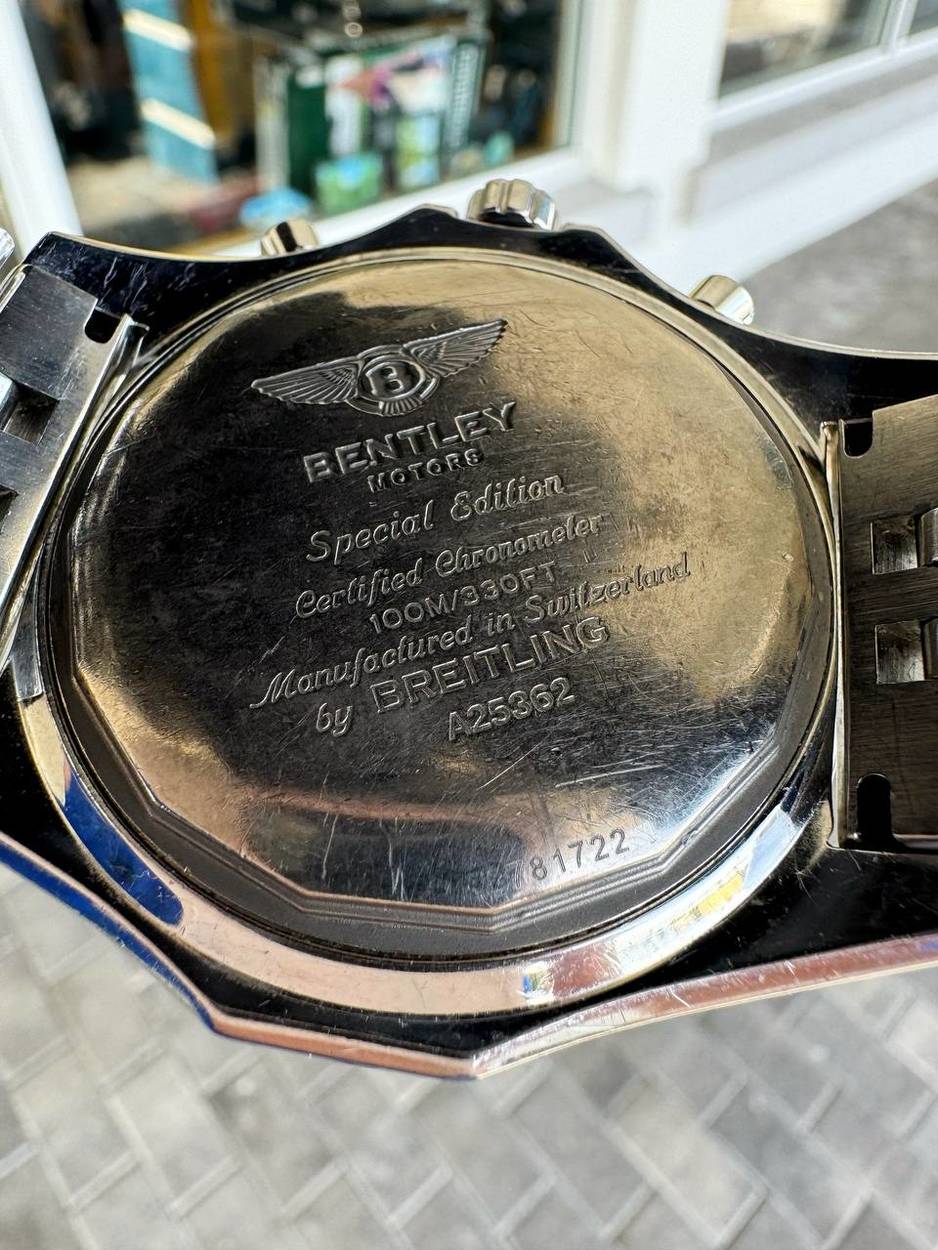 B
BENTLEY
MOTORS
Special Edition
Certified Chronometer
100M/330FT
Manufactured in Switzerland
by BREITLING
A25362
781722